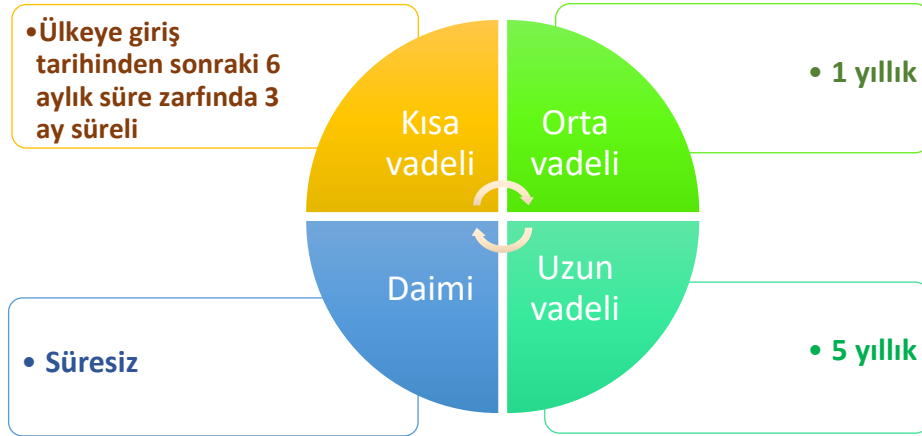 •Ülkeye giriş
tarihinden sonraki 6
aylık süre zarfında 3
ay süreli
Kısa
vadeli
Orta
vadeli
• 1 yıllık
Daimi
Uzun
vadeli
• Süresiz
• 5 yıllık